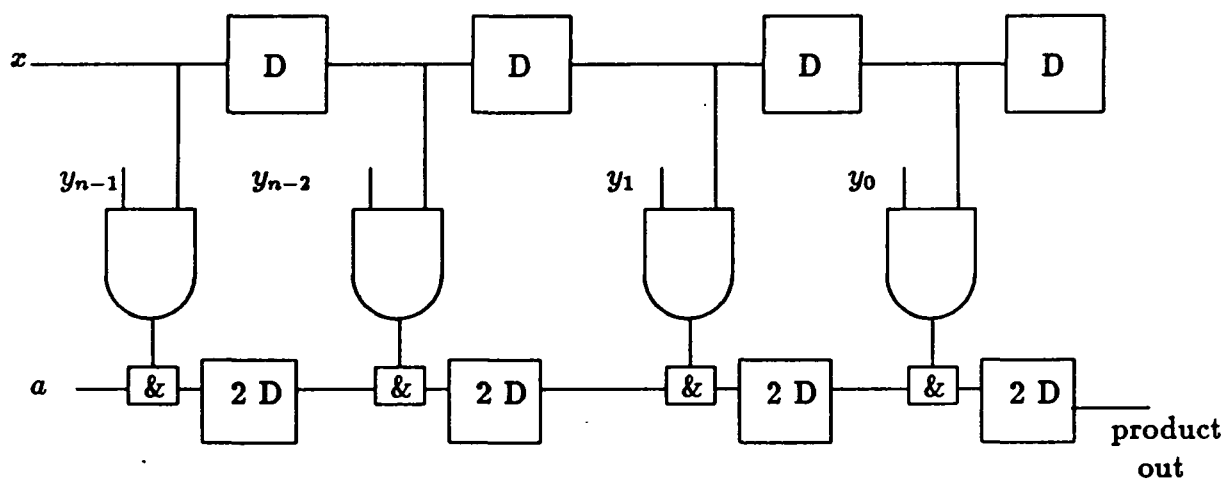 x D D D D
y_{n-1} y_{n-2} y_1 y_0
a & 2 D & 2 D & 2 D & 2 D
product
out